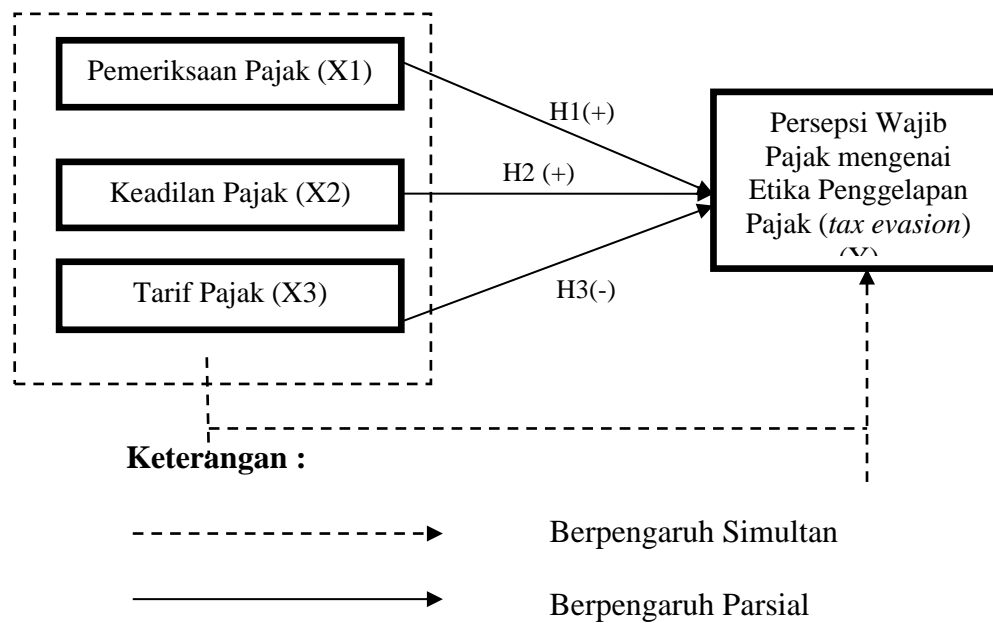 Pemeriksaan Pajak (X1)
Keadilan Pajak (X2)
Tarif Pajak (X3)
H1(+)
H2 (+)
H3(-)
Persepsi Wajib
Pajak mengenai
Etika Penggelapan
Pajak (tax evasion)
(Y)
Keterangan :
Berpengaruh Simultan
Berpengaruh Parsial